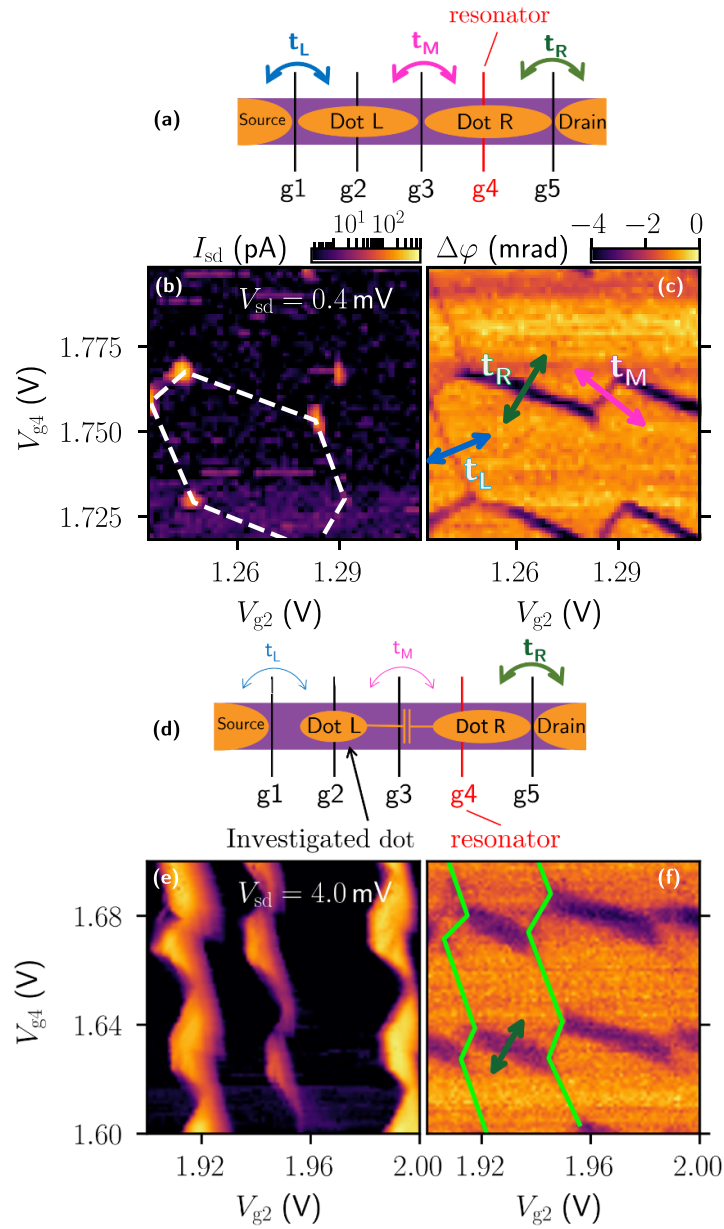 resonator
t_L t_M t_R
(a) Source Dot L Dot R Drain
g1 g2 g3 g4 g5
I_sd (pA) 10^1 10^2 Δφ (mrad) −4 −2 0
(b) V_sd = 0.4 mV (c)
1.775
1.750
1.725
V_g4 (V)
t_R t_M
t_L
1.26 1.29 1.26 1.29
V_g2 (V) V_g2 (V)
t_L t_M t_R
(d) Source Dot L Dot R Drain
g1 g2 g3 g4 g5
Investigated dot resonator
(e) V_sd = 4.0 mV (f)
1.68
1.64
1.60
V_g4 (V)
1.92 1.96 2.00 1.92 1.96 2.00
V_g2 (V) V_g2 (V)